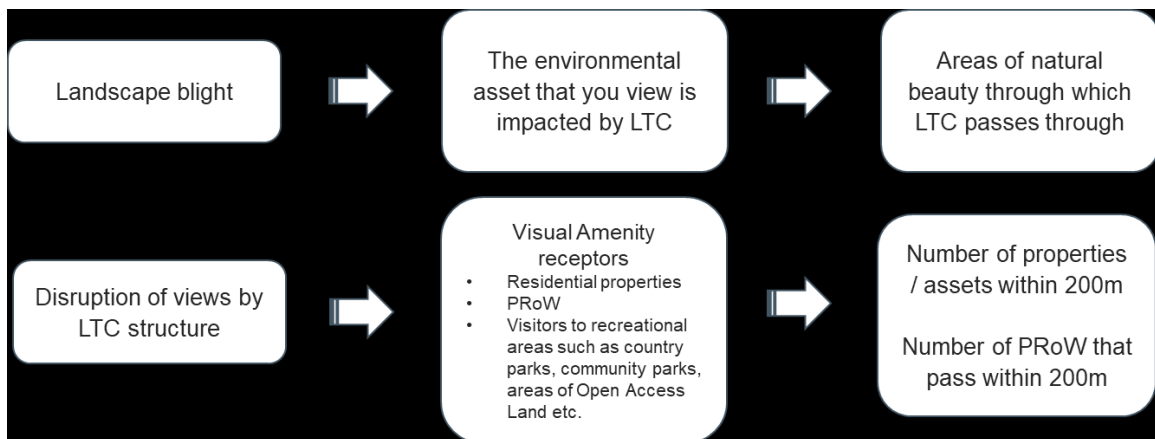 Landscape blight
The environmental
asset that you view is
impacted by LTC
Areas of natural
beauty through which
LTC passes through
Disruption of views by
LTC structure
Visual Amenity
receptors
• Residential properties
• PRoW
• Visitors to recreational
areas such as country
parks, community parks,
areas of Open Access
Land etc.
Number of properties
/ assets within 200m
Number of PRoW that
pass within 200m